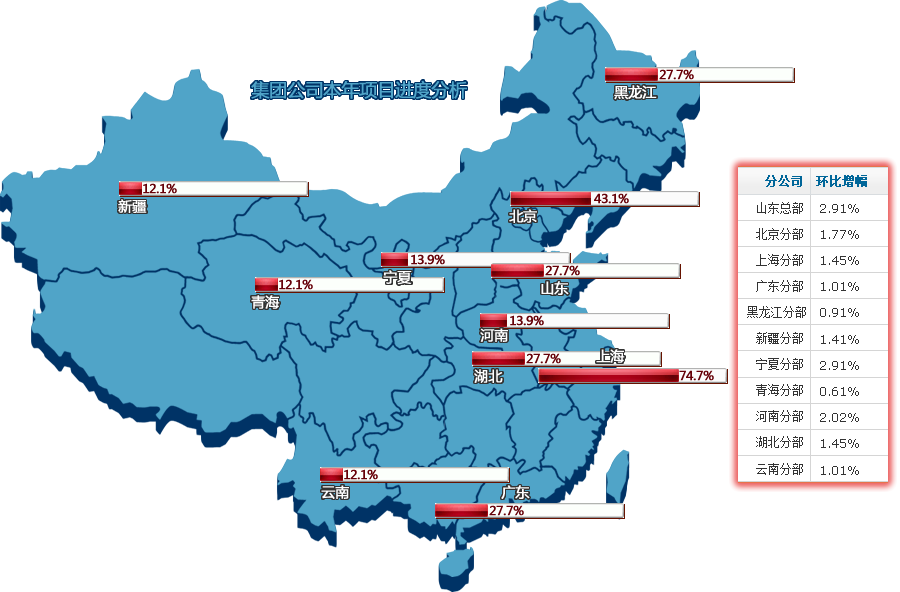 集团公司本年项目进度分析
27.7%
黑龙江
12.1%
新疆
43.1%
北京
13.9%
宁夏
27.7%
山东
12.1%
青海
13.9%
河南
27.7%
湖北
上海
74.7%
12.1%
云南
广东
27.7%
分公司 环比增幅
山东总部 2.91%
北京分部 1.77%
上海分部 1.45%
广东分部 1.01%
黑龙江分部 0.91%
新疆分部 1.41%
宁夏分部 2.91%
青海分部 0.61%
河南分部 2.02%
湖北分部 1.45%
云南分部 1.01%